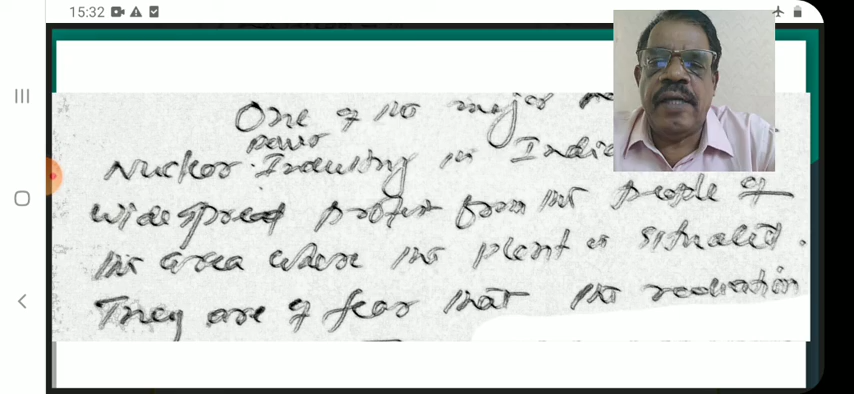 15:32
One of the major
power
Nuclear Industry in India
widespread protest from the people of
the area where the plant is situated.
They are of fear that the radiation